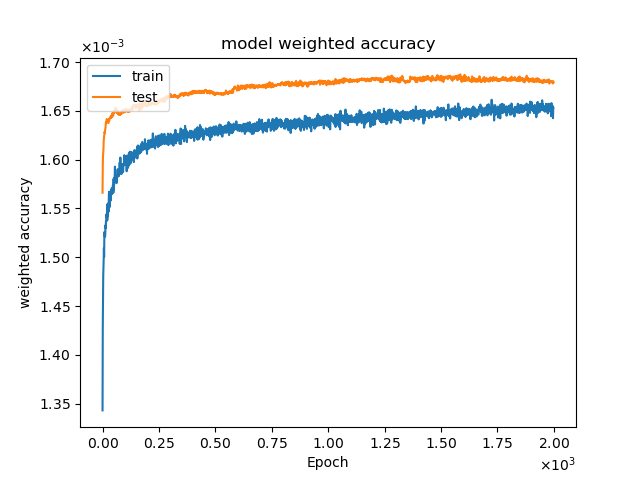 ×10⁻³
model weighted accuracy
1.70
1.65
1.60
1.55
1.50
1.45
1.40
1.35
weighted accuracy
train
test
0.00 0.25 0.50 0.75 1.00 1.25 1.50 1.75 2.00
Epoch
×10³